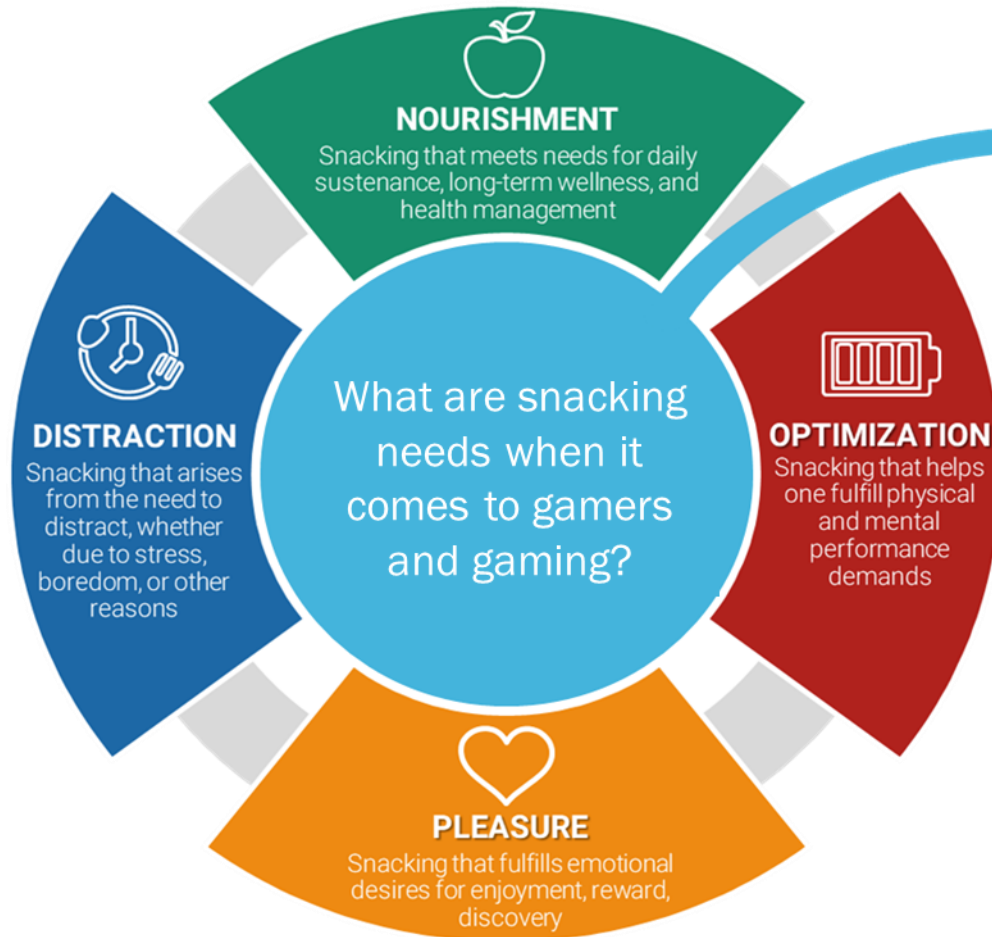 NOURISHMENT
Snacking that meets needs for daily
sustenance, long-term wellness, and
health management
DISTRACTION
Snacking that arises
from the need to
distract, whether
due to stress,
boredom, or other
reasons
What are snacking
needs when it
comes to gamers
and gaming?
OPTIMIZATION
Snacking that helps
one fulfill physical
and mental
performance
demands
PLEASURE
Snacking that fulfills emotional
desires for enjoyment, reward,
discovery